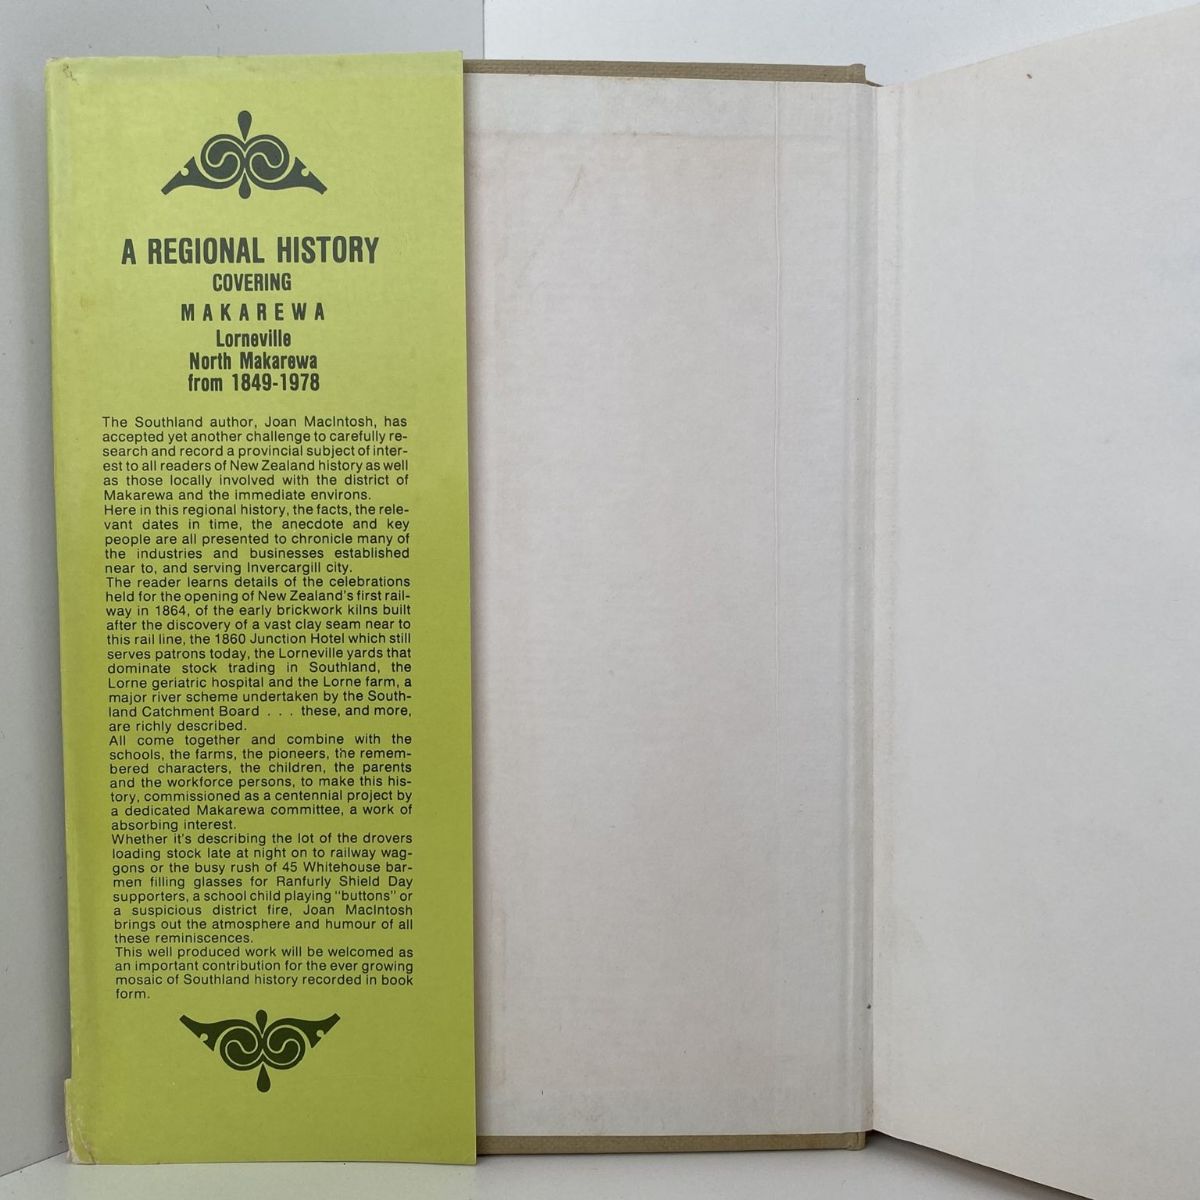 A REGIONAL HISTORY
COVERING
MAKAREWA
Lorneville
North Makarewa
from 1849-1978
The Southland author, Joan MacIntosh, has
accepted yet another challenge to carefully re-
search and record a provincial subject of inter-
est to all readers of New Zealand history as well
as those locally involved with the district of
Makarewa and the immediate environs.
Here in this regional history, the facts, the rele-
vant dates in time, the anecdote and key
people are all presented to chronicle many of
the industries and businesses established
near to, and serving Invercargill city.
The reader learns details of the celebrations
held for the opening of New Zealand's first rail-
way in 1864, of the early brickwork kilns built
after the discovery of a vast clay seam near to
this rail line, the 1860 Junction Hotel which still
serves patrons today, the Lorneville yards that
dominate stock trading in Southland, the
Lorne geriatric hospital and the Lorne farm, a
major river scheme undertaken by the South-
land Catchment Board . . . these, and more,
are richly described.
All come together and combine with the
schools, the farms, the pioneers, the remem-
bered characters, the children, the parents
and the workforce persons, to make this his-
tory, commissioned as a centennial project by
a dedicated Makarewa committee, a work of
absorbing interest.
Whether it's describing the lot of the drovers
loading stock late at night on to railway wag-
gons or the busy rush of 45 Whitehouse bar-
men filling glasses for Ranfurly Shield Day
supporters, a school child playing "buttons" or
a suspicious district fire, Joan MacIntosh
brings out the atmosphere and humour of all
these reminiscences.
This well produced work will be welcomed as
an important contribution for the ever growing
mosaic of Southland history recorded in book
form.